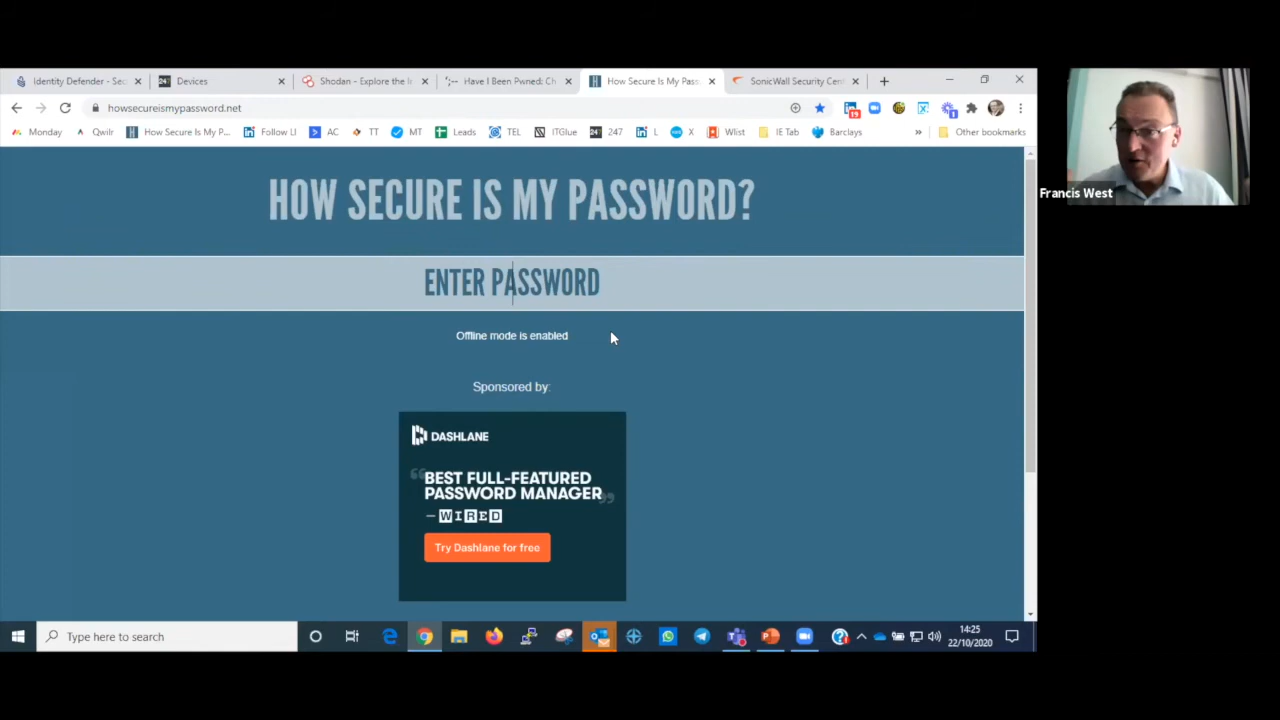 Identity Defender - Sec
Devices
Shodan - Explore the I
Have I Been Pwned: Ch
How Secure Is My Pass
SonicWall Security Cen
howsecureismypassword.net
Monday
Qwilr
How Secure Is My P...
Follow LI
AC
TT
MT
Leads
TEL
ITGlue
247
247
L
X
Wlist
IE Tab
Barclays
»
Other bookmarks
HOW SECURE IS MY PASSWORD?
Francis West
ENTER PASSWORD
Offline mode is enabled
Sponsored by:
DASHLANE
“BEST FULL-FEATURED
PASSWORD MANAGER”
– WIRED
Try Dashlane for free
Type here to search
14:25
22/10/2020